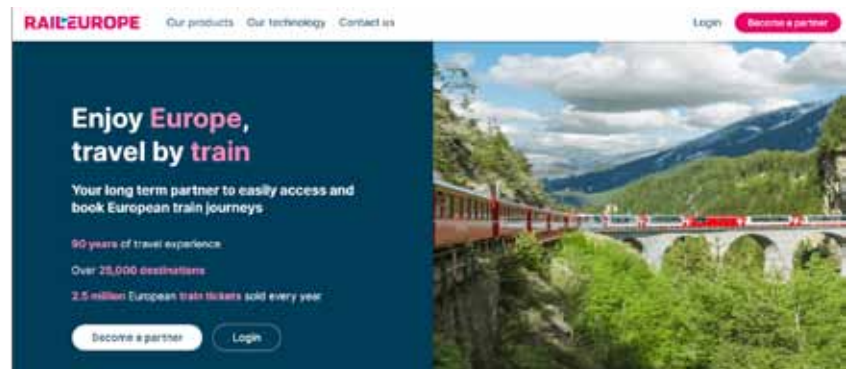 RAIL EUROPE Our products Our technology Contact us Login Become a partner
Enjoy Europe,
travel by train
Your long term partner to easily access and
book European train journeys
90 years of travel experience
Over 25,000 destinations
2.5 million European train tickets sold every year
Become a partner Login